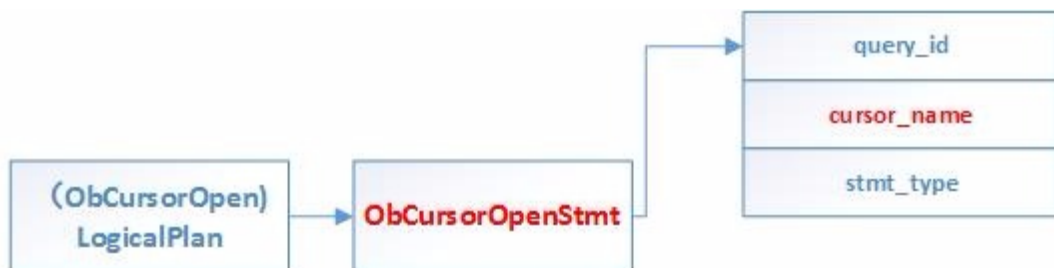 （ObCursorOpen)
LogicalPlan
ObCursorOpenStmt
query_id
cursor_name
stmt_type